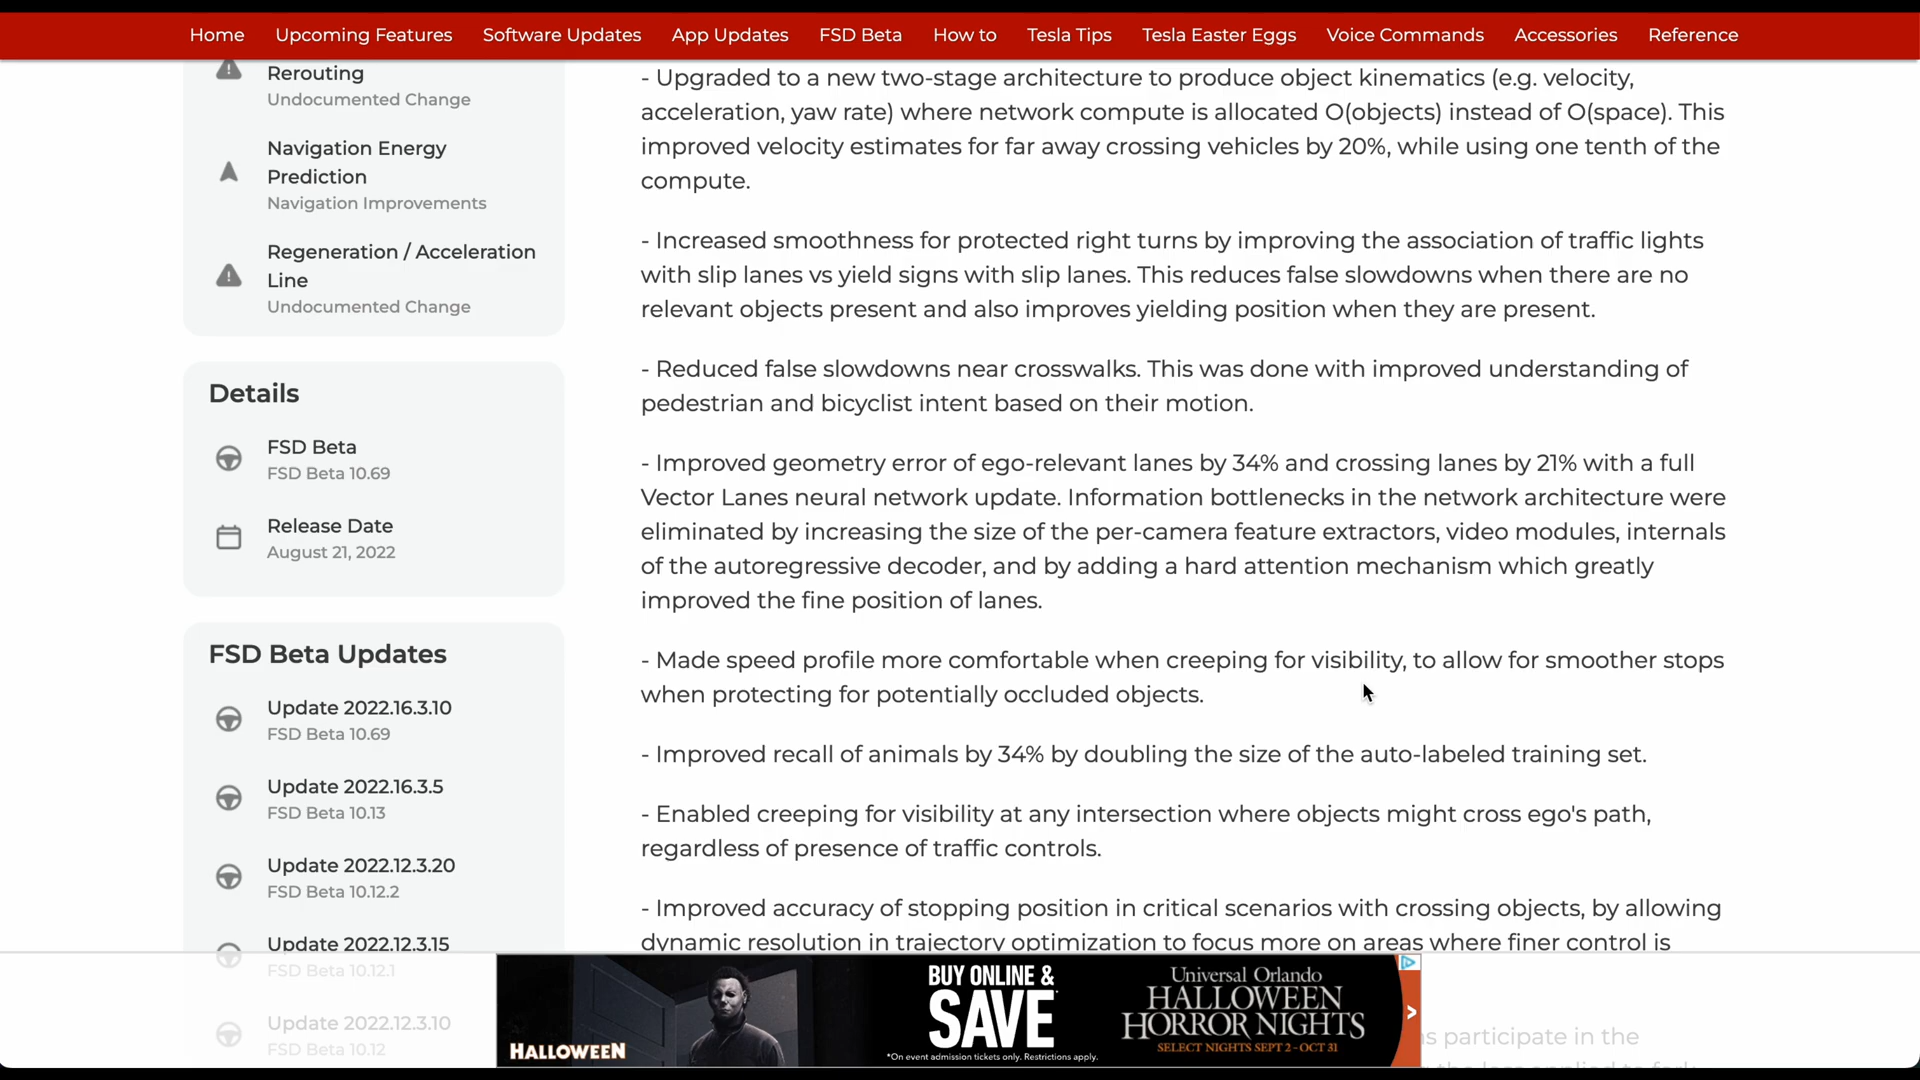 Home Upcoming Features Software Updates App Updates FSD Beta How to Tesla Tips Tesla Easter Eggs Voice Commands Accessories Reference
Rerouting
Undocumented Change
Navigation Energy
Prediction
Navigation Improvements
Regeneration / Acceleration
Line
Undocumented Change
Details
FSD Beta
FSD Beta 10.69
Release Date
August 21, 2022
FSD Beta Updates
Update 2022.16.3.10
FSD Beta 10.69
Update 2022.16.3.5
FSD Beta 10.13
Update 2022.12.3.20
FSD Beta 10.12.2
Update 2022.12.3.15
FSD Beta 10.12.1
Update 2022.12.3.10
FSD Beta 10.12
- Upgraded to a new two-stage architecture to produce object kinematics (e.g. velocity,
acceleration, yaw rate) where network compute is allocated O(objects) instead of O(space). This
improved velocity estimates for far away crossing vehicles by 20%, while using one tenth of the
compute.
- Increased smoothness for protected right turns by improving the association of traffic lights
with slip lanes vs yield signs with slip lanes. This reduces false slowdowns when there are no
relevant objects present and also improves yielding position when they are present.
- Reduced false slowdowns near crosswalks. This was done with improved understanding of
pedestrian and bicyclist intent based on their motion.
- Improved geometry error of ego-relevant lanes by 34% and crossing lanes by 21% with a full
Vector Lanes neural network update. Information bottlenecks in the network architecture were
eliminated by increasing the size of the per-camera feature extractors, video modules, internals
of the autoregressive decoder, and by adding a hard attention mechanism which greatly
improved the fine position of lanes.
- Made speed profile more comfortable when creeping for visibility, to allow for smoother stops
when protecting for potentially occluded objects.
- Improved recall of animals by 34% by doubling the size of the auto-labeled training set.
- Enabled creeping for visibility at any intersection where objects might cross ego's path,
regardless of presence of traffic controls.
- Improved accuracy of stopping position in critical scenarios with crossing objects, by allowing
dynamic resolution in trajectory optimization to focus more on areas where finer control is
participate in the
HALLOWEEN
BUY ONLINE &
SAVE
*On event admission tickets only. Restrictions apply.
Universal Orlando
HALLOWEEN
HORROR NIGHTS
SELECT NIGHTS SEPT 2 - OCT 31